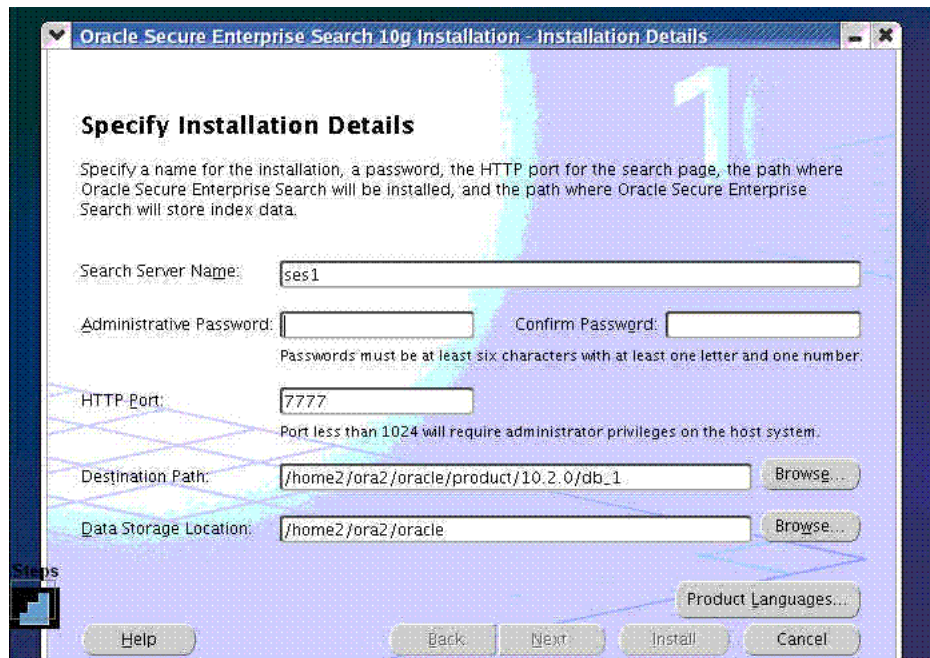 Oracle Secure Enterprise Search 10g Installation - Installation Details
Specify Installation Details
Specify a name for the installation, a password, the HTTP port for the search page, the path where
Oracle Secure Enterprise Search will be installed, and the path where Oracle Secure Enterprise
Search will store index data.
Search Server Name: ses1
Administrative Password: Confirm Password:
Passwords must be at least six characters with at least one letter and one number.
HTTP Port: 7777
Port less than 1024 will require administrator privileges on the host system.
Destination Path: /home2/ora2/oracle/product/10.2.0/db_1 Browse...
Data Storage Location: /home2/ora2/oracle Browse...
Steps
Product Languages...
Help Back Next Install Cancel